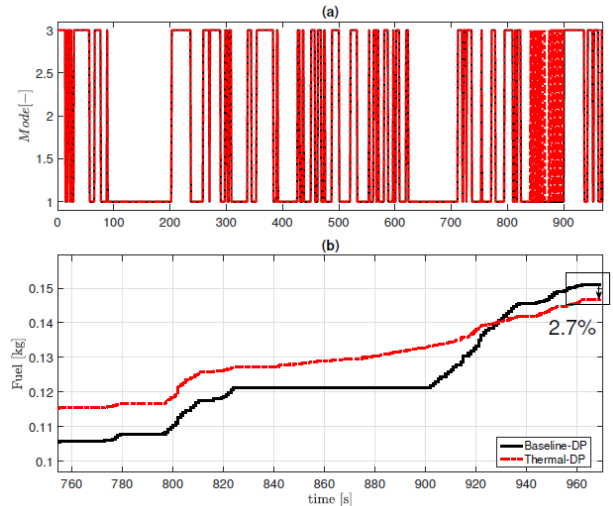 (a)
3
2.5
2
1.5
1
Mode[−]
0 100 200 300 400 500 600 700 800 900
(b)
0.15
0.14
0.13
0.12
0.11
0.1
Fuel [kg]
2.7%
Baseline-DP
Thermal-DP
760 780 800 820 840 860 880 900 920 940 960
time [s]